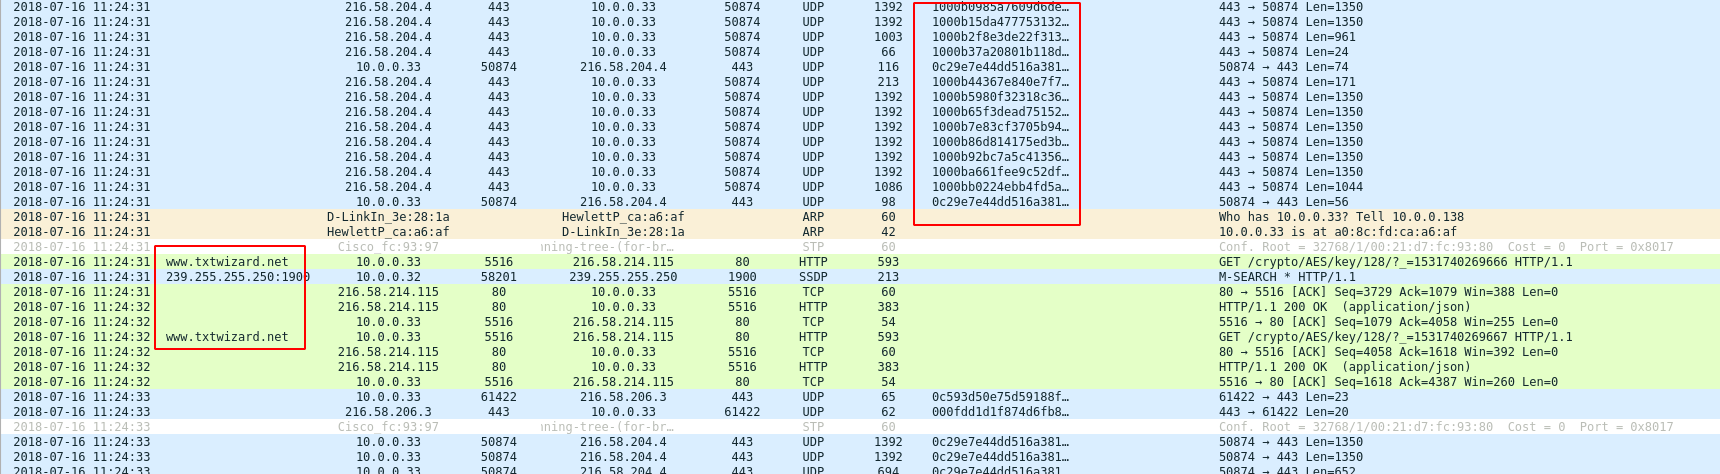 2018-07-16 11:24:31 216.58.204.4 443 10.0.0.33 50874 UDP 1392 1000b0985a7609d6de… 443 → 50874 Len=1350
2018-07-16 11:24:31 216.58.204.4 443 10.0.0.33 50874 UDP 1392 1000b15da477753132… 443 → 50874 Len=1350
2018-07-16 11:24:31 216.58.204.4 443 10.0.0.33 50874 UDP 1003 1000b2f8e3de22f313… 443 → 50874 Len=961
2018-07-16 11:24:31 216.58.204.4 443 10.0.0.33 50874 UDP 66 1000b37a20801b118d… 443 → 50874 Len=24
2018-07-16 11:24:31 10.0.0.33 50874 216.58.204.4 443 UDP 116 0c29e7e44dd516a381… 50874 → 443 Len=74
2018-07-16 11:24:31 216.58.204.4 443 10.0.0.33 50874 UDP 213 1000b44367e840e7f7… 443 → 50874 Len=171
2018-07-16 11:24:31 216.58.204.4 443 10.0.0.33 50874 UDP 1392 1000b5980f32318c36… 443 → 50874 Len=1350
2018-07-16 11:24:31 216.58.204.4 443 10.0.0.33 50874 UDP 1392 1000b65f3dead75152… 443 → 50874 Len=1350
2018-07-16 11:24:31 216.58.204.4 443 10.0.0.33 50874 UDP 1392 1000b7e83cf3705b94… 443 → 50874 Len=1350
2018-07-16 11:24:31 216.58.204.4 443 10.0.0.33 50874 UDP 1392 1000b86d814175ed3b… 443 → 50874 Len=1350
2018-07-16 11:24:31 216.58.204.4 443 10.0.0.33 50874 UDP 1392 1000b92bc7a5c41356… 443 → 50874 Len=1350
2018-07-16 11:24:31 216.58.204.4 443 10.0.0.33 50874 UDP 1392 1000ba661fee9c52df… 443 → 50874 Len=1350
2018-07-16 11:24:31 216.58.204.4 443 10.0.0.33 50874 UDP 1086 1000bb0224ebb4fd5a… 443 → 50874 Len=1044
2018-07-16 11:24:31 10.0.0.33 50874 216.58.204.4 443 UDP 98 0c29e7e44dd516a381… 50874 → 443 Len=56
2018-07-16 11:24:31 D-LinkIn_3e:28:1a HewlettP_ca:a6:af ARP 60 Who has 10.0.0.33? Tell 10.0.0.138
2018-07-16 11:24:31 HewlettP_ca:a6:af D-LinkIn_3e:28:1a ARP 42 10.0.0.33 is at a0:8c:fd:ca:a6:af
2018-07-16 11:24:31 Cisco_fc:93:97 ning-tree-(for-br… STP 60 Conf. Root = 32768/1/00:21:d7:fc:93:80 Cost = 0 Port = 0x8017
2018-07-16 11:24:31 www.txtwizard.net 10.0.0.33 5516 216.58.214.115 80 HTTP 593 GET /crypto/AES/key/128/?_=1531740269666 HTTP/1.1
2018-07-16 11:24:31 239.255.255.250:1900 10.0.0.32 58201 239.255.255.250 1900 SSDP 213 M-SEARCH * HTTP/1.1
2018-07-16 11:24:31 216.58.214.115 80 10.0.0.33 5516 TCP 60 80 → 5516 [ACK] Seq=3729 Ack=1079 Win=388 Len=0
2018-07-16 11:24:32 216.58.214.115 80 10.0.0.33 5516 HTTP 383 HTTP/1.1 200 OK (application/json)
2018-07-16 11:24:32 10.0.0.33 5516 216.58.214.115 80 TCP 54 5516 → 80 [ACK] Seq=1079 Ack=4058 Win=255 Len=0
2018-07-16 11:24:32 www.txtwizard.net 10.0.0.33 5516 216.58.214.115 80 HTTP 593 GET /crypto/AES/key/128/?_=1531740269667 HTTP/1.1
2018-07-16 11:24:32 216.58.214.115 80 10.0.0.33 5516 TCP 60 80 → 5516 [ACK] Seq=4058 Ack=1618 Win=392 Len=0
2018-07-16 11:24:32 216.58.214.115 80 10.0.0.33 5516 HTTP 383 HTTP/1.1 200 OK (application/json)
2018-07-16 11:24:32 10.0.0.33 5516 216.58.214.115 80 TCP 54 5516 → 80 [ACK] Seq=1618 Ack=4387 Win=260 Len=0
2018-07-16 11:24:33 10.0.0.33 61422 216.58.206.3 443 UDP 65 0c593d50e75d59188f… 61422 → 443 Len=23
2018-07-16 11:24:33 216.58.206.3 443 10.0.0.33 61422 UDP 62 000fdd1d1f874d6fb8… 443 → 61422 Len=20
2018-07-16 11:24:33 Cisco_fc:93:97 ning-tree-(for-br… STP 60 Conf. Root = 32768/1/00:21:d7:fc:93:80 Cost = 0 Port = 0x8017
2018-07-16 11:24:33 10.0.0.33 50874 216.58.204.4 443 UDP 1392 0c29e7e44dd516a381… 50874 → 443 Len=1350
2018-07-16 11:24:33 10.0.0.33 50874 216.58.204.4 443 UDP 1392 0c29e7e44dd516a381… 50874 → 443 Len=1350
2018-07-16 11:24:33 10.0.0.33 50874 216.58.204.4 443 UDP 694 0c29e7e44dd516a381… 50874 → 443 Len=652